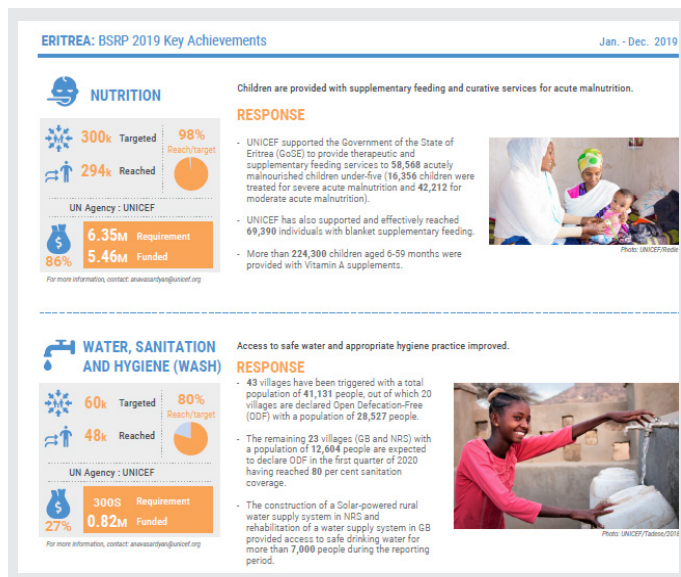 ERITREA: BSRP 2019 Key Achievements
Jan. - Dec. 2019
NUTRITION
300k Targeted
98%
Reach/target
294k Reached
UN Agency : UNICEF
$
86%
6.35M Requirement
5.46M Funded
For more information, contact: anavasardyan@unicef.org
Children are provided with supplementary feeding and curative services for acute malnutrition.
RESPONSE
- UNICEF supported the Government of the State of
Eritrea (GoSE) to provide therapeutic and
supplementary feeding services to 58,568 acutely
malnourished children under-five (16,356 children were
treated for severe acute malnutrition and 42,212 for
moderate acute malnutrition).
- UNICEF has also supported and effectively reached
69,390 individuals with blanket supplementary feeding.
- More than 224,300 children aged 6-59 months were
provided with Vitamin A supplements.
Photo: UNICEF/Redie
WATER, SANITATION
AND HYGIENE (WASH)
60k Targeted
80%
Reach/target
48k Reached
UN Agency : UNICEF
$
27%
300S Requirement
0.82M Funded
For more information, contact: anavasardyan@unicef.org
Access to safe water and appropriate hygiene practice improved.
RESPONSE
- 43 villages have been triggered with a total
population of 41,131 people, out of which 20
villages are declared Open Defecation-Free
(ODF) with a population of 28,527 people.
- The remaining 23 villages (GB and NRS) with
a population of 12,604 people are expected
to declare ODF in the first quarter of 2020
having reached 80 per cent sanitation
coverage.
- The construction of a Solar-powered rural
water supply system in NRS and
rehabilitation of a water supply system in GB
provided access to safe drinking water for
more than 7,000 people during the reporting
period.
Photo: UNICEF/Tadese/2018